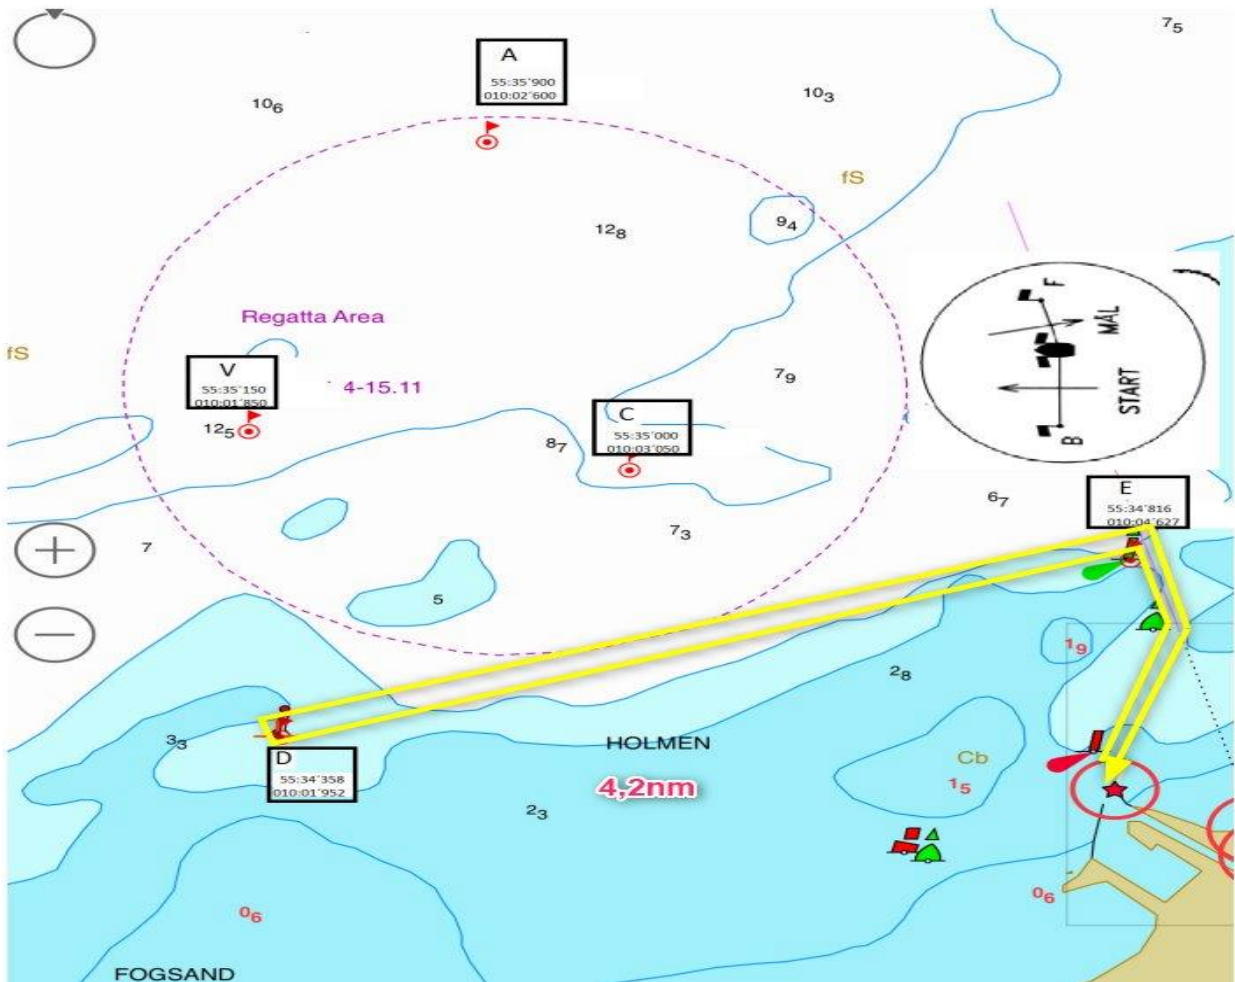 7₅
A
55:35´900
010:02´600
10₆
10₃
fS
12₈
9₄
Regatta Area
4-15.11
fS
V
55:35´150
010:01´850
12₅
F
MÅL
START
B
7₉
C
55:35´000
010:03´050
8₇
6₇
E
55:34´816
010:04´627
7₃
7
5
1₉
2₈
3₃
D
55:34´358
010:01´952
HOLMEN
4,2nm
Cb
1₅
2₃
0₆
0₆
FOGSAND